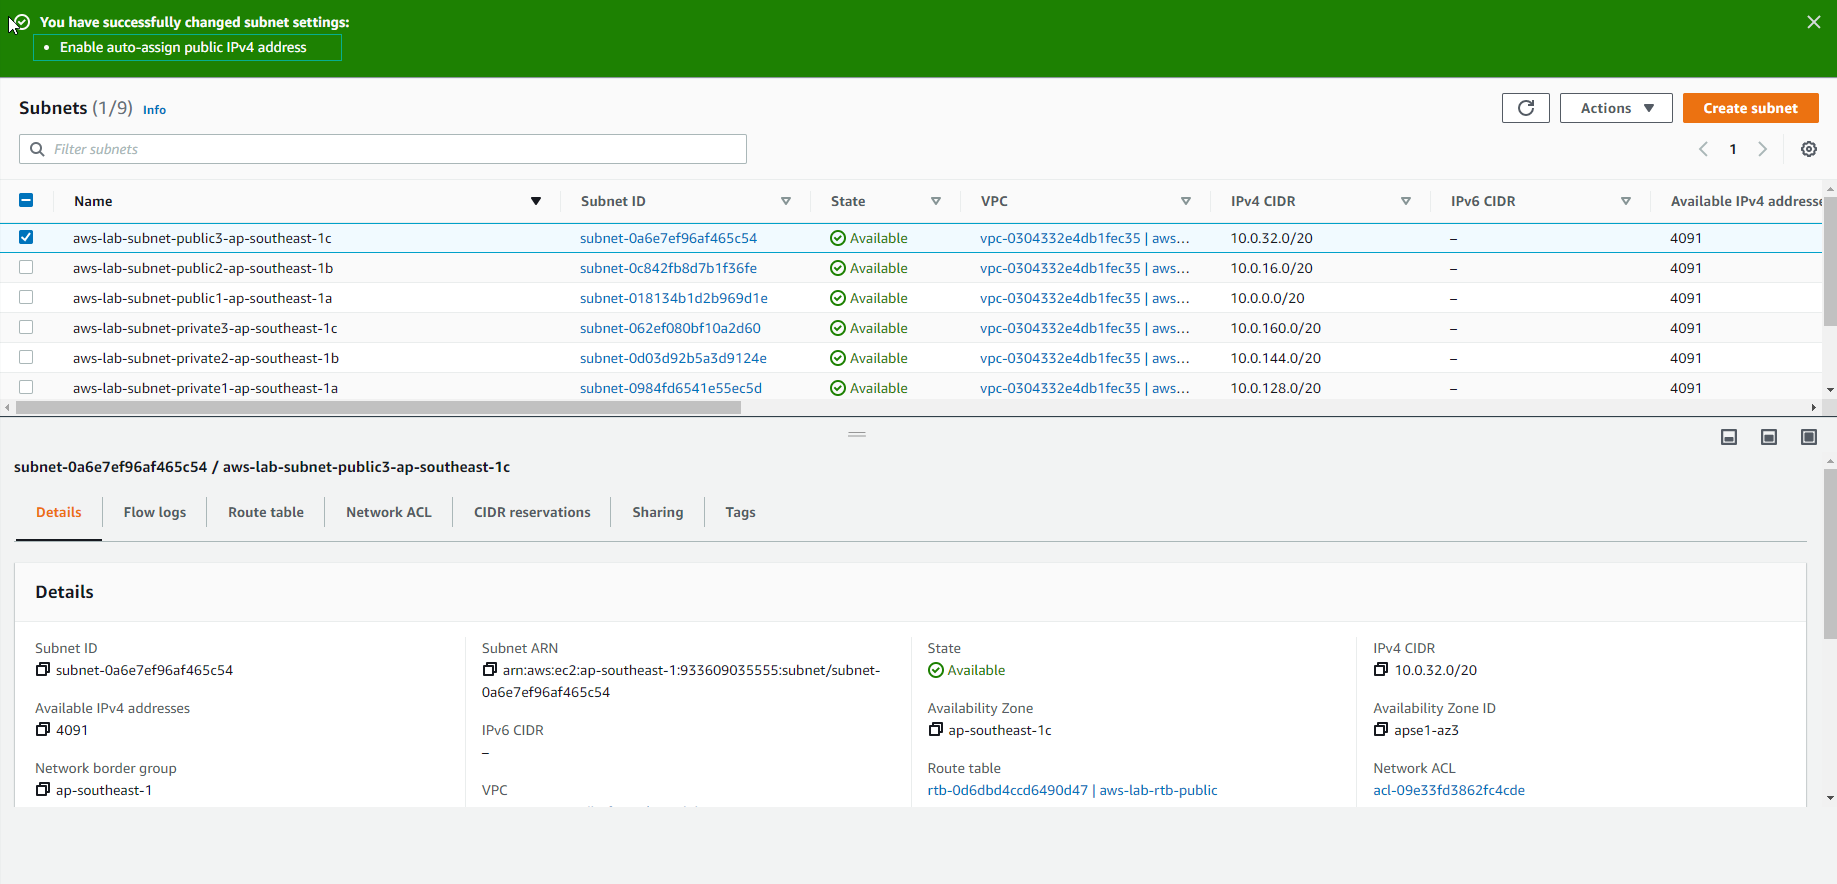 You have successfully changed subnet settings:
• Enable auto-assign public IPv4 address
Subnets (1/9) Info
Actions
Create subnet
Filter subnets
1
Name Subnet ID State VPC IPv4 CIDR IPv6 CIDR Available IPv4 addresse
aws-lab-subnet-public3-ap-southeast-1c subnet-0a6e7ef96af465c54 Available vpc-0304332e4db1fec35 | aws... 10.0.32.0/20 – 4091
aws-lab-subnet-public2-ap-southeast-1b subnet-0c842fb8d7b1f36fe Available vpc-0304332e4db1fec35 | aws... 10.0.16.0/20 – 4091
aws-lab-subnet-public1-ap-southeast-1a subnet-018134b1d2b969d1e Available vpc-0304332e4db1fec35 | aws... 10.0.0.0/20 – 4091
aws-lab-subnet-private3-ap-southeast-1c subnet-062ef080bf10a2d60 Available vpc-0304332e4db1fec35 | aws... 10.0.160.0/20 – 4091
aws-lab-subnet-private2-ap-southeast-1b subnet-0d03d92b5a3d9124e Available vpc-0304332e4db1fec35 | aws... 10.0.144.0/20 – 4091
aws-lab-subnet-private1-ap-southeast-1a subnet-0984fd6541e55ec5d Available vpc-0304332e4db1fec35 | aws... 10.0.128.0/20 – 4091
subnet-0a6e7ef96af465c54 / aws-lab-subnet-public3-ap-southeast-1c
Details Flow logs Route table Network ACL CIDR reservations Sharing Tags
Details
Subnet ID
subnet-0a6e7ef96af465c54
Available IPv4 addresses
4091
Network border group
ap-southeast-1
Subnet ARN
arn:aws:ec2:ap-southeast-1:933609035555:subnet/subnet-
0a6e7ef96af465c54
IPv6 CIDR
–
VPC
State
Available
Availability Zone
ap-southeast-1c
Route table
rtb-0d6dbd4ccd6490d47 | aws-lab-rtb-public
IPv4 CIDR
10.0.32.0/20
Availability Zone ID
apse1-az3
Network ACL
acl-09e33fd3862fc4cde